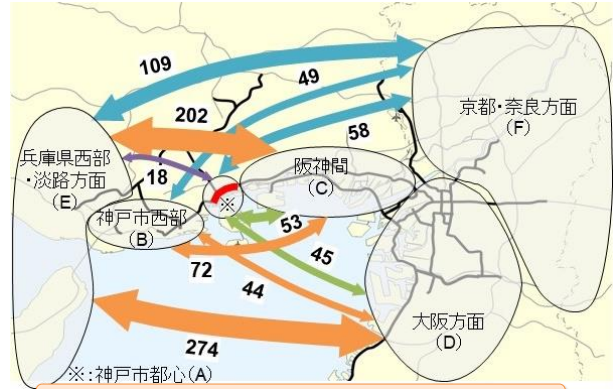 109
49
202
58
京都・奈良方面
(F)
兵庫県西部
・淡路方面
(E)
18
阪神間
(C)
※
神戸市西部
(B)
53
45
72
44
大阪方面
(D)
274
※:神戸市都心(A)